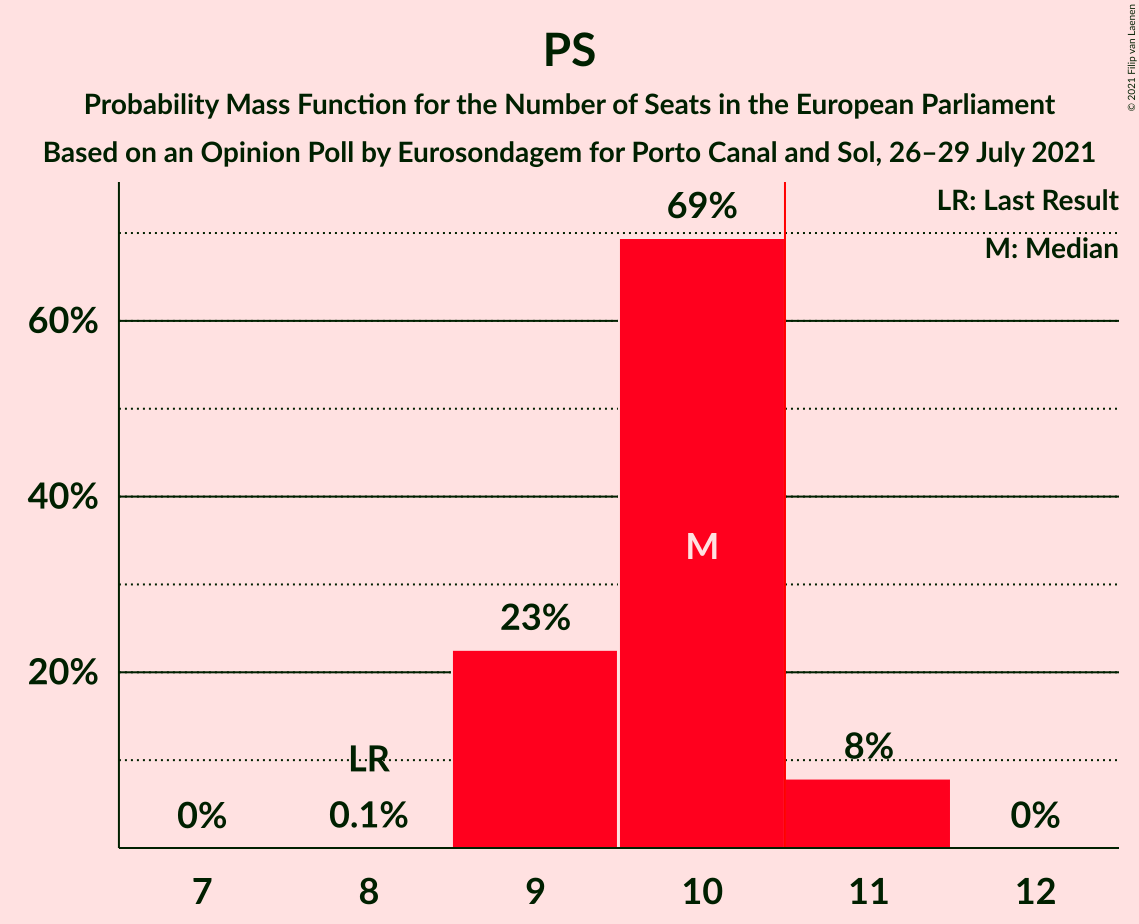 PS
Probability Mass Function for the Number of Seats in the European Parliament
Based on an Opinion Poll by Eurosondagem for Porto Canal and Sol, 26–29 July 2021
© 2021 Filip van Laenen
LR: Last Result
M: Median
69%
60%
40%
M
23%
20%
LR
8%
0%
0.1%
0%
7
8
9
10
11
12